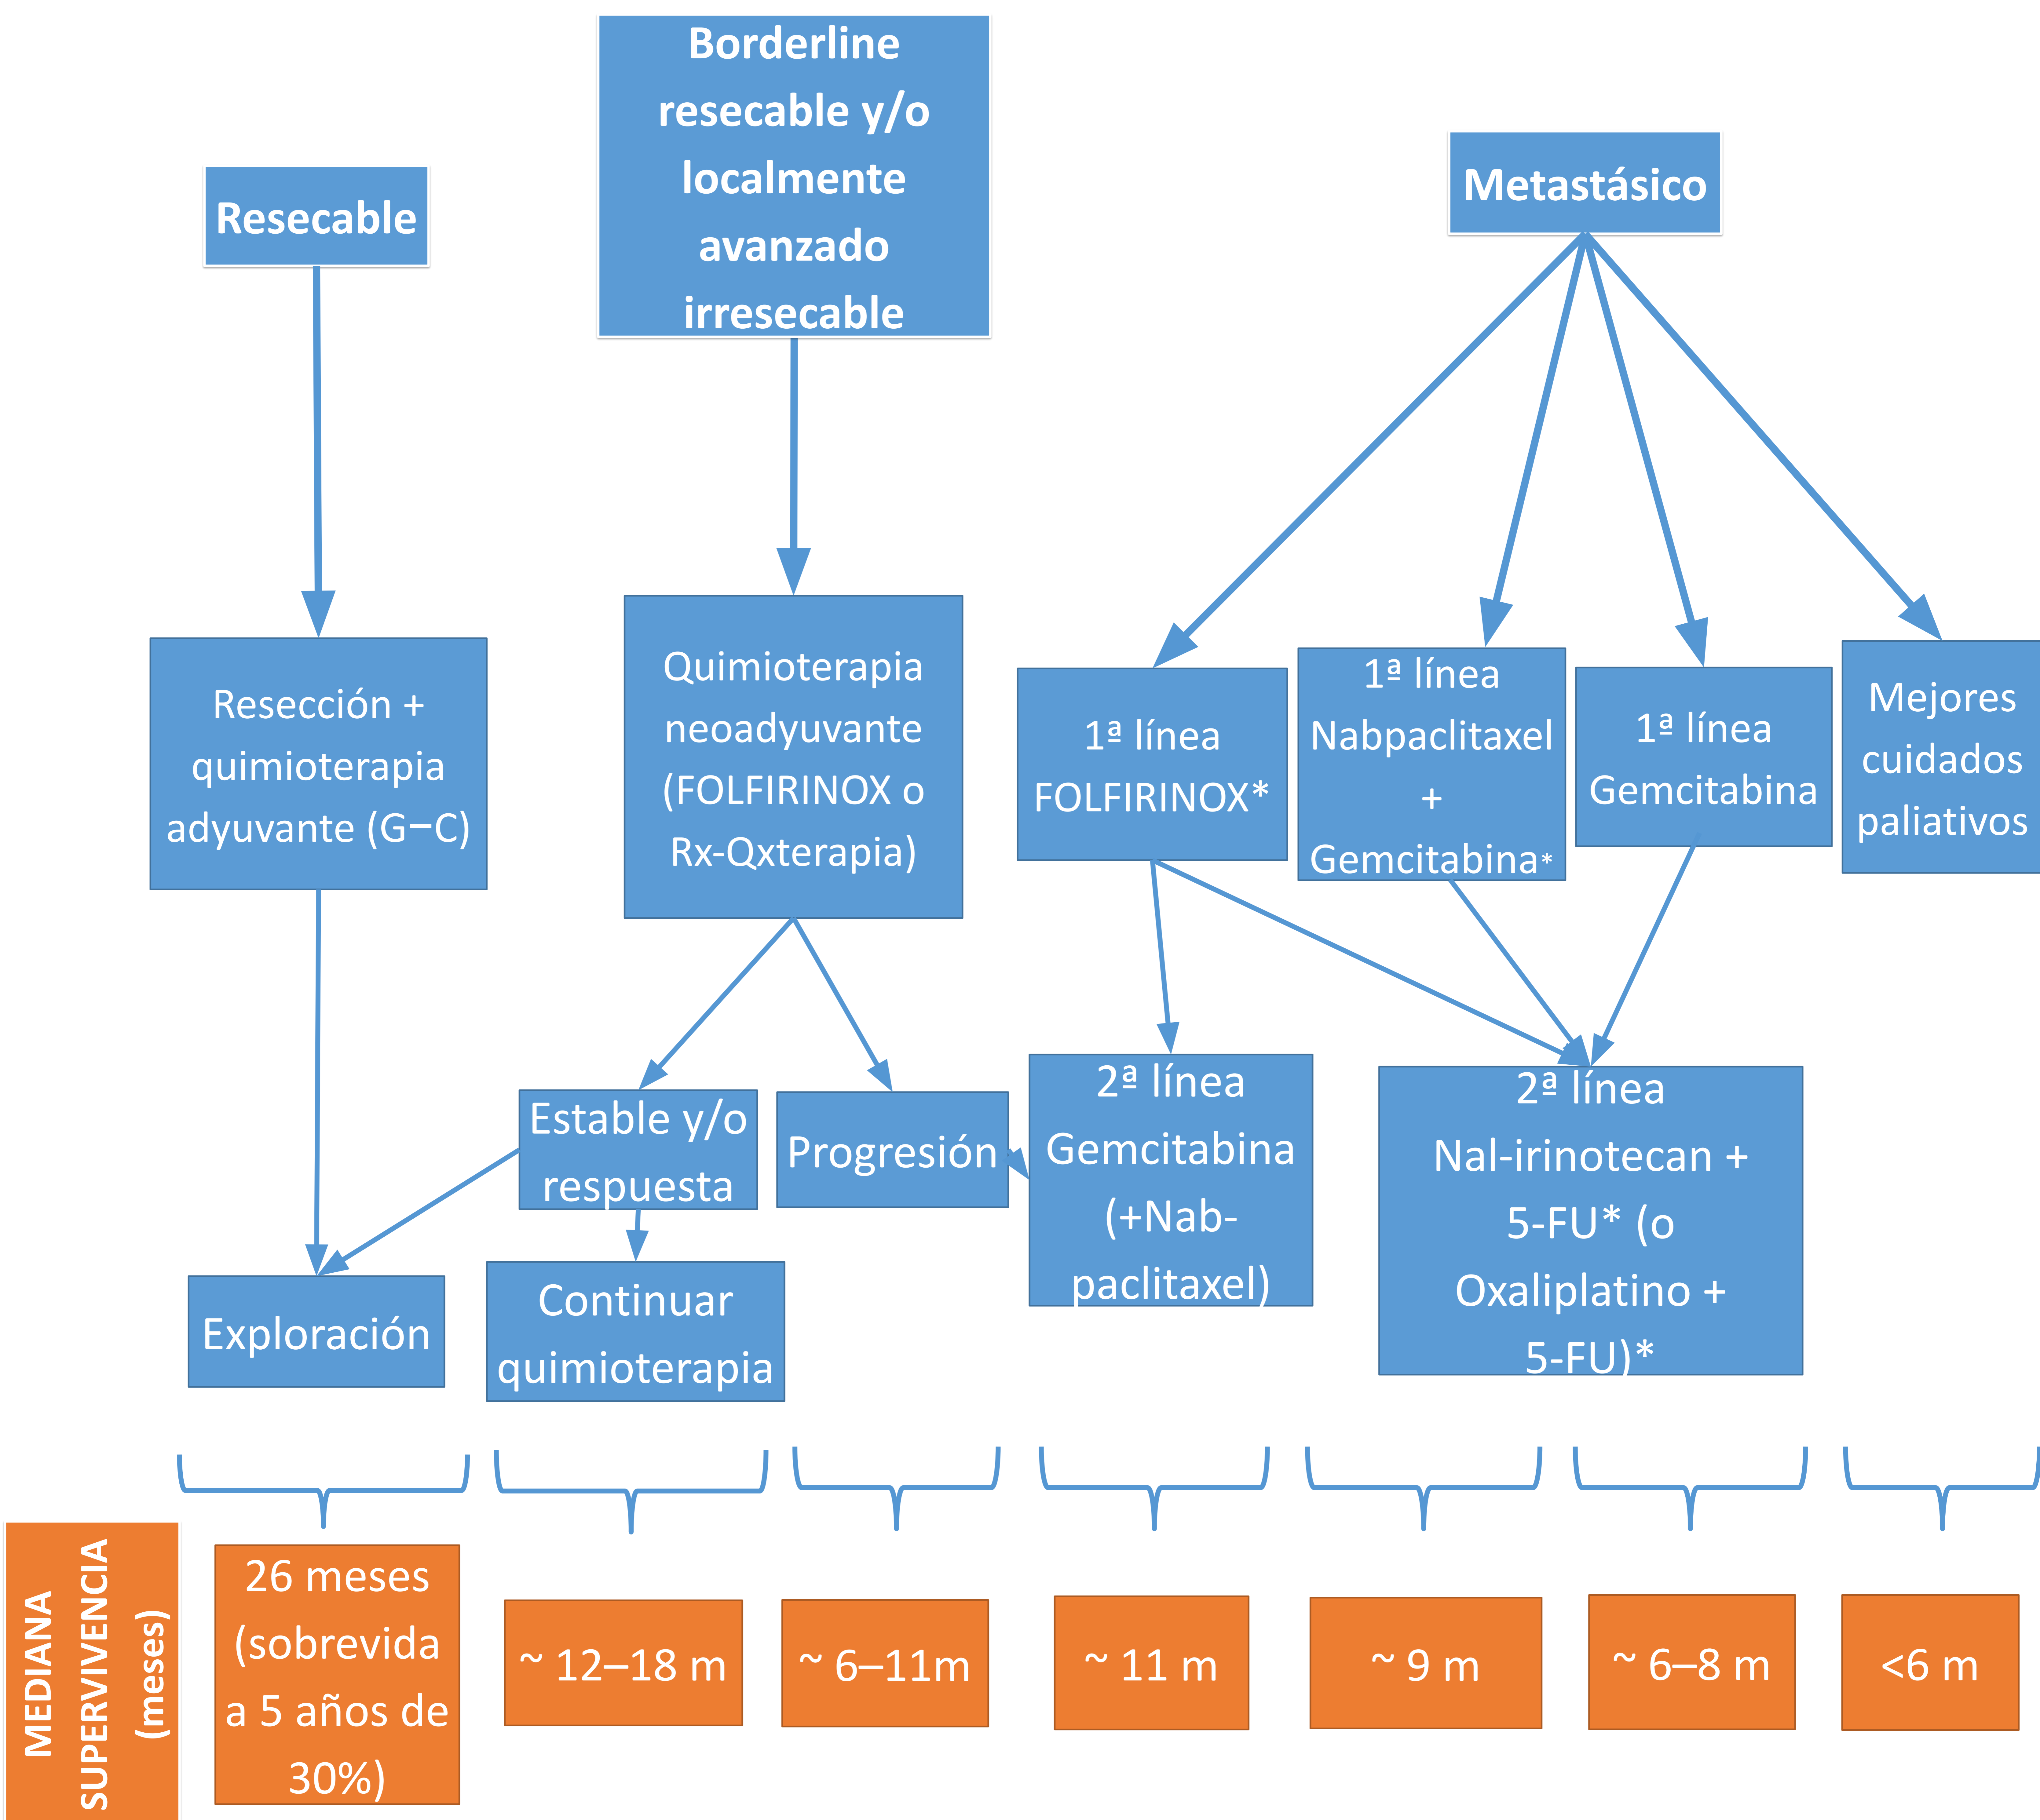 Resecable
Borderline
resecable y/o
localmente
avanzado
irresecable
Metastásico
Resección +
quimioterapia
adyuvante (G–C)
Quimioterapia
neoadyuvante
(FOLFIRINOX o
Rx-Qxterapia)
1ª línea
FOLFIRINOX*
1ª línea
Nabpaclitaxel
+
Gemcitabina*
1ª línea
Gemcitabina
Mejores
cuidados
paliativos
Estable y/o
respuesta
Progresión
2ª línea
Gemcitabina
(+Nab-
paclitaxel)
2ª línea
Nal-irinotecan +
5-FU* (o
Oxaliplatino +
5-FU)*
Exploración
Continuar
quimioterapia
MEDIANA
SUPERVIVENCIA
(meses)
26 meses
(sobrevida
a 5 años de
30%)
~ 12–18 m
~ 6–11m
~ 11 m
~ 9 m
~ 6–8 m
<6 m